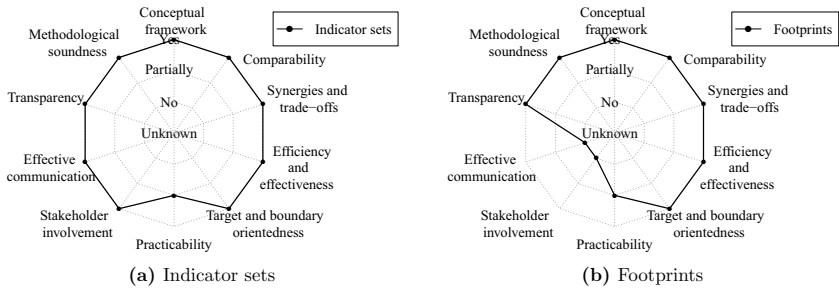 Conceptual
framework
Yes
Indicator sets
Methodological
soundness
Comparability
Partially
Transparency
No
Synergies and
trade−offs
Unknown
Effective
communication
Efficiency
and
effectiveness
Stakeholder
involvement
Target and boundary
orientedness
Practicability
(a) Indicator sets
Conceptual
framework
Yes
Footprints
Methodological
soundness
Comparability
Partially
Transparency
No
Synergies and
trade−offs
Unknown
Effective
communication
Efficiency
and
effectiveness
Stakeholder
involvement
Target and boundary
orientedness
Practicability
(b) Footprints